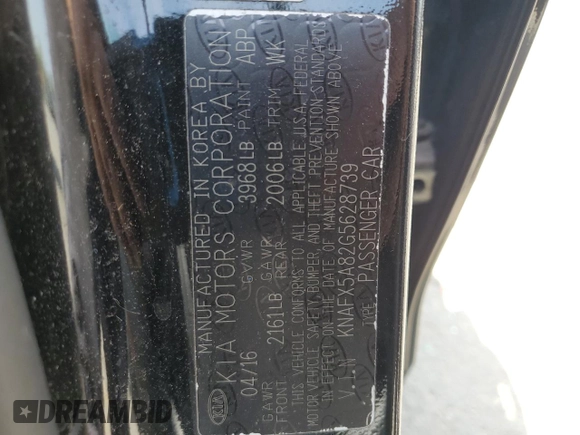 MANUFACTURED IN KOREA BY
KIA MOTORS CORPORATION
04/16 GVWR 3968LB PAINT ABP
GAWR FRONT 2161LB GAWR REAR 2006LB TRIM WK
THIS VEHICLE CONFORMS TO ALL APPLICABLE U.S.A. FEDERAL
MOTOR VEHICLE SAFETY, BUMPER, AND THEFT PREVENTION STANDARDS
IN EFFECT ON THE DATE OF MANUFACTURE SHOWN ABOVE
V.I.N KNAFX5A82G5628739
TYPE PASSENGER CAR
KIA
DREAMBID